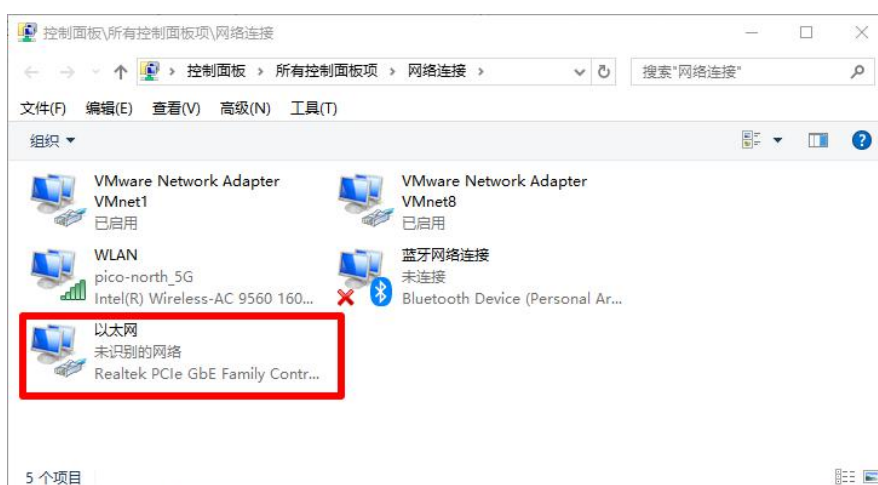 控制面板\所有控制面板项\网络连接
控制面板 › 所有控制面板项 › 网络连接 ›
搜索"网络连接"
文件(F) 编辑(E) 查看(V) 高级(N) 工具(T)
组织
VMware Network Adapter
VMnet1
已启用
VMware Network Adapter
VMnet8
已启用
WLAN
pico-north_5G
Intel(R) Wireless-AC 9560 160...
蓝牙网络连接
未连接
Bluetooth Device (Personal Ar...
以太网
未识别的网络
Realtek PCIe GbE Family Contr...
5 个项目